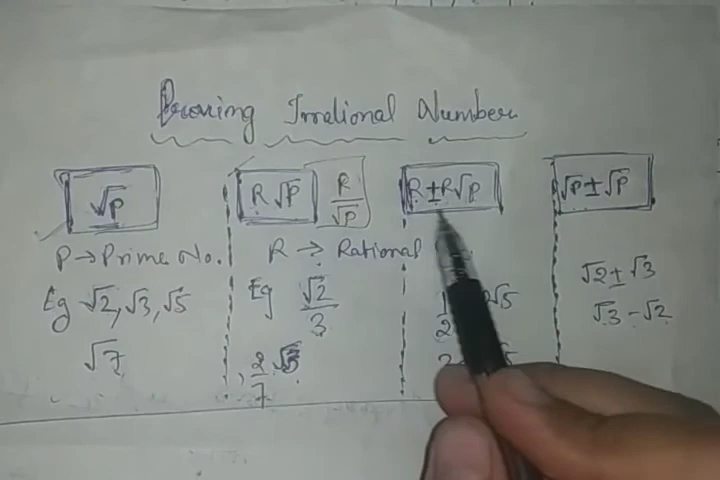 Proving Irrational Number
√p
P → Prime No.
Eg √2, √3, √5
√7
R √p R/√p
R → Rational
Eg √2/3
, 2/7
R ± R√p
√5
√p ± √p
√2 ± √3
√3 - √2